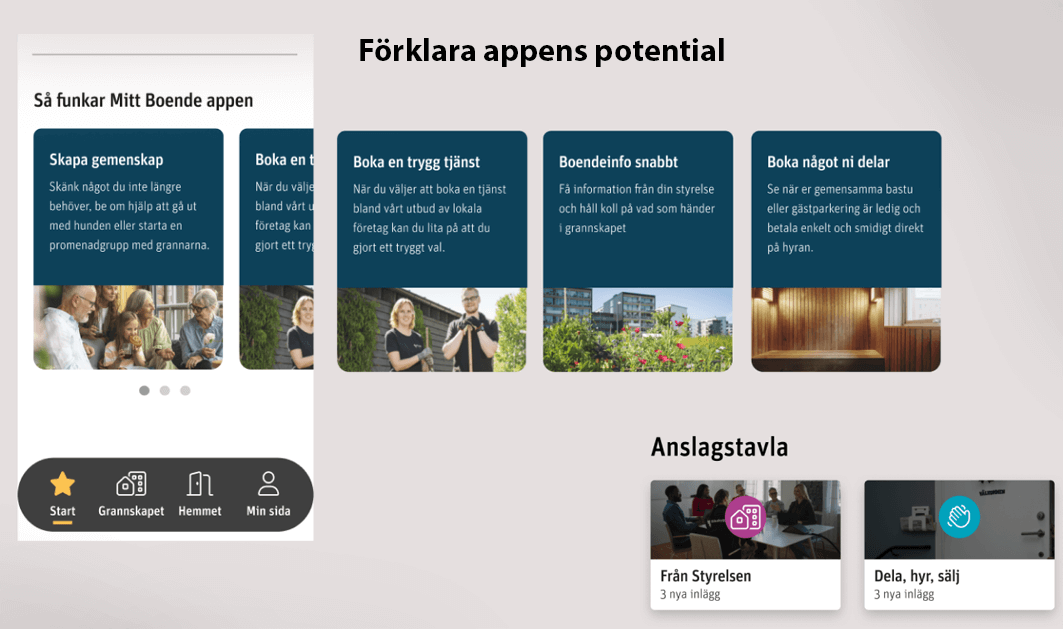 Förklara appens potential
Så funkar Mitt Boende appen
Skapa gemenskap
Skänk något du inte längre
behöver, be om hjälp att gå ut
med hunden eller starta en
promenadgrupp med grannarna.
Boka en t
När du välje
bland vårt u
företag kan
gjort ett tryg
Boka en trygg tjänst
När du väljer att boka en tjänst
bland vårt utbud av lokala
företag kan du lita på att du
gjort ett tryggt val.
Boendeinfo snabbt
Få information från din styrelse
och håll koll på vad som händer
i grannskapet
Boka något ni delar
Se när er gemensamma bastu
eller gästparkering är ledig och
betala enkelt och smidigt direkt
på hyran.
Start
Grannskapet
Hemmet
Min sida
Anslagstavla
Från Styrelsen
3 nya inlägg
Dela, hyr, sälj
3 nya inlägg